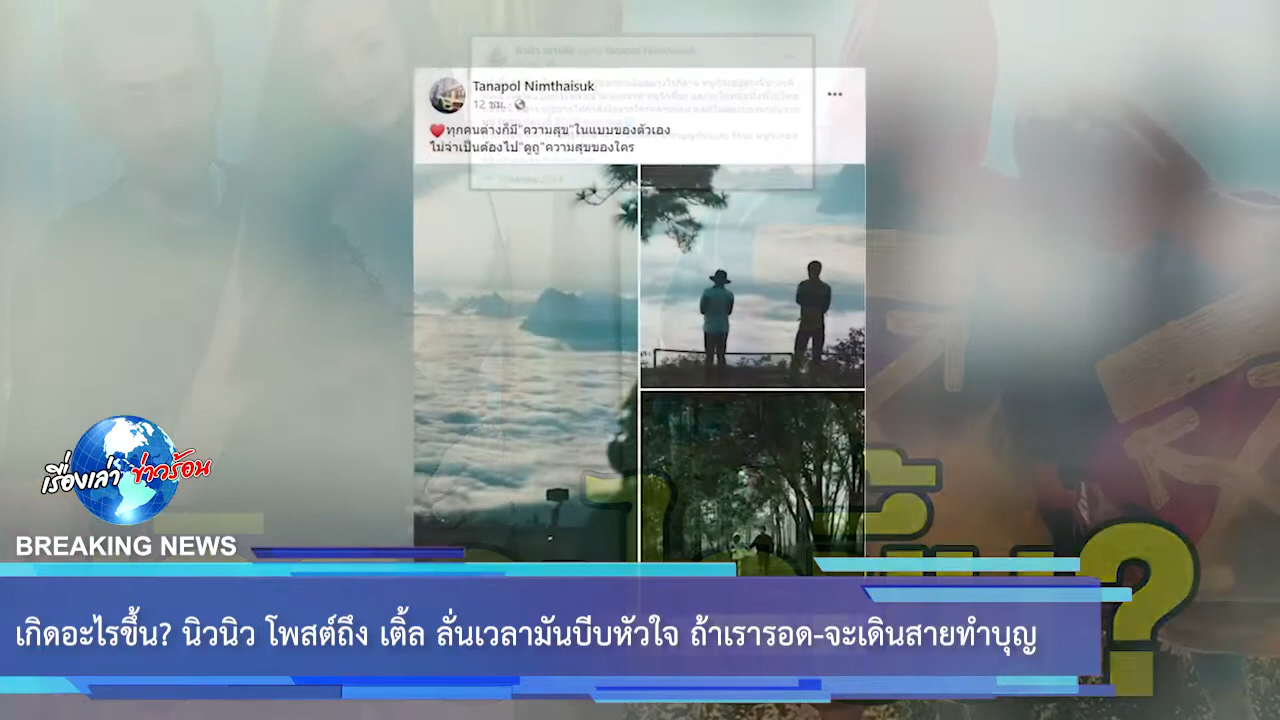 Tanapol Nimthaisuk
12 ชม.
ทุกคนต่างก็มี"ความสุข"ในแบบของตัวเอง
ไม่จำเป็นต้องไป"ดูถูก"ความสุขของใคร
เรื่องเล่า ข่าวร้อน
BREAKING NEWS
เกิดอะไรขึ้น? นิวนิว โพสต์ถึง เติ้ล ลั่นเวลามันบีบหัวใจ ถ้าเรารอด-จะเดินสายทำบุญ
?